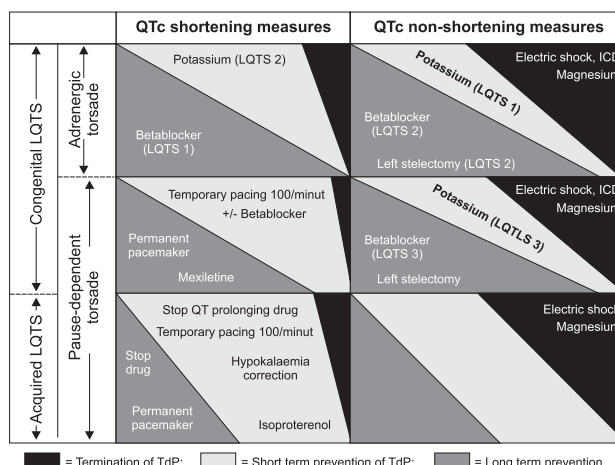 QTc shortening measures
QTc non-shortening measures
Congenital LQTS
Acquired LQTS
Adrenergic
torsade
Pause-dependent
torsade
Potassium (LQTS 2)
Betablocker
(LQTS 1)
Potassium (LQTS 1)
Electric shock, ICD
Magnesium
Betablocker
(LQTS 2)
Left stelectomy (LQTS 2)
Temporary pacing 100/minut
+/- Betablocker
Permanent
pacemaker
Mexiletine
Potassium (LQTLS 3)
Electric shock, ICD
Magnesium
Betablocker
(LQTS 3)
Left stelectomy
Stop QT prolonging drug
Temporary pacing 100/minut
Stop
drug
Hypokalaemia
correction
Permanent
pacemaker
Isoproterenol
Electric shock
Magnesium
= Termination of TdP;
= Short term prevention of TdP;
= Long term prevention